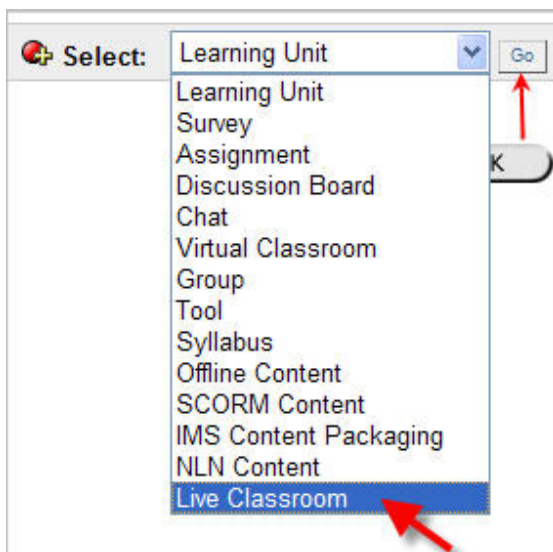 Select: Learning Unit Go
Learning Unit
Survey
Assignment
K
Discussion Board
Chat
Virtual Classroom
Group
Tool
Syllabus
Offline Content
SCORM Content
IMS Content Packaging
NLN Content
Live Classroom